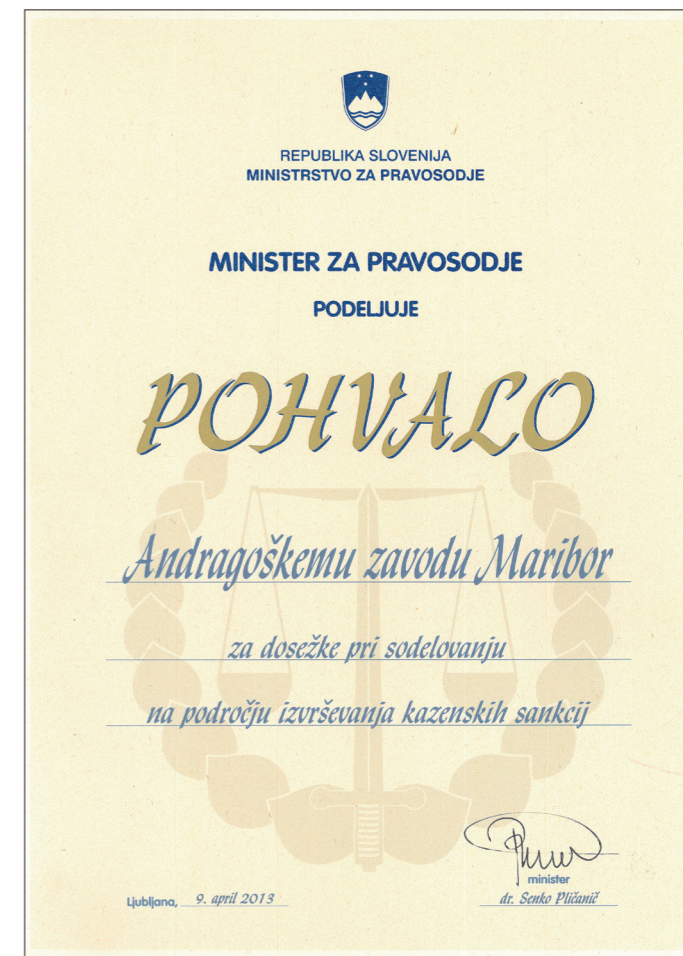 REPUBLIKA SLOVENIJA
MINISTRSTVO ZA PRAVOSODJE
MINISTER ZA PRAVOSODJE
PODELJUJE
POHVALO
Andragoškemu zavodu Maribor
za dosežke pri sodelovanju
na področju izvrševanja kazenskih sankcij
minister
Ljubljana, 9. april 2013
dr. Senko Pličanič